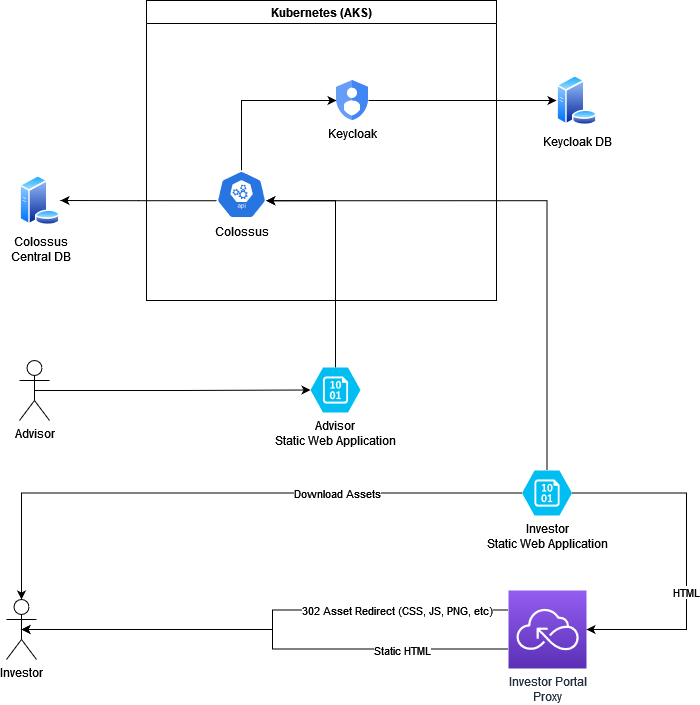 Kubernetes (AKS)
Keycloak
Keycloak DB
api
Colossus
Colossus
Central DB
10
01
Advisor
Advisor
Static Web Application
10
01
Download Assets
Investor
Static Web Application
HTML
302 Asset Redirect (CSS, JS, PNG, etc)
Static HTML
Investor
Investor Portal
Proxy